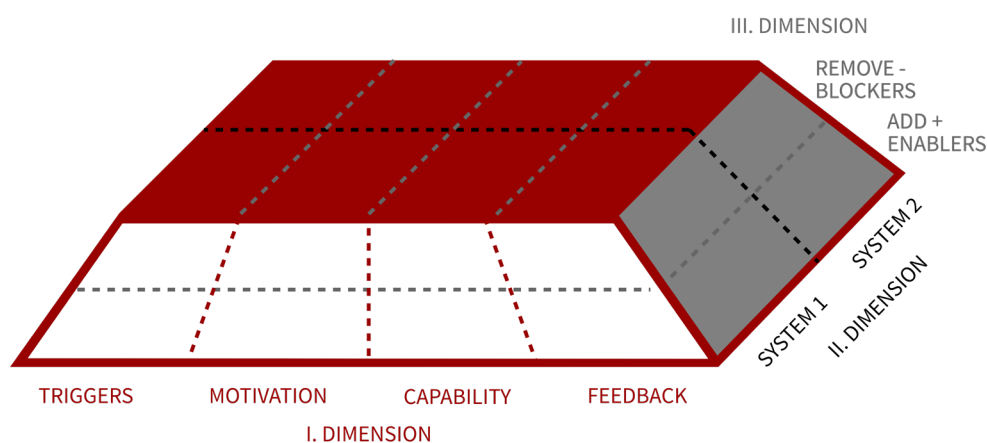 III. DIMENSION
REMOVE -
BLOCKERS
ADD +
ENABLERS
SYSTEM 2
SYSTEM 1
II. DIMENSION
TRIGGERS
MOTIVATION
CAPABILITY
FEEDBACK
I. DIMENSION